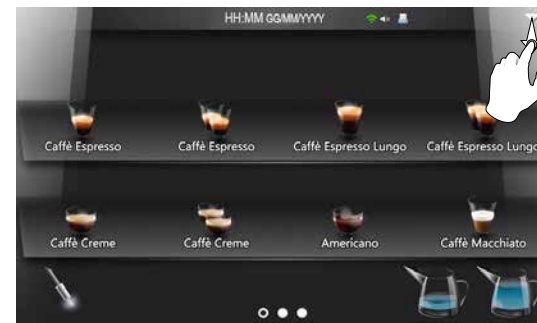 HH:MM GG/MM/YYYY
Caffè Espresso Caffè Espresso Caffè Espresso Lungo Caffè Espresso Lungo
Caffè Creme Caffè Creme Americano Caffè Macchiato